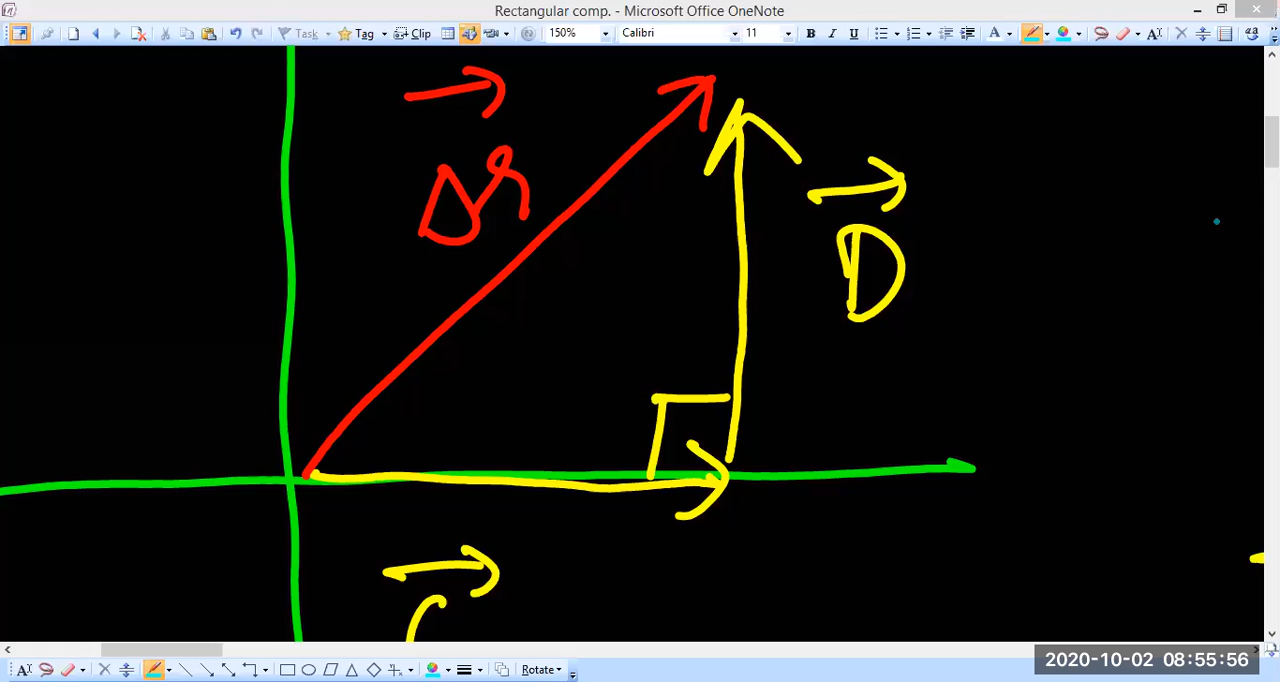 Rectangular comp. - Microsoft Office OneNote
Task Tag Clip 150% Calibri 11 B I U A
Δr
D
C
Rotate
2020-10-02 08:55:56